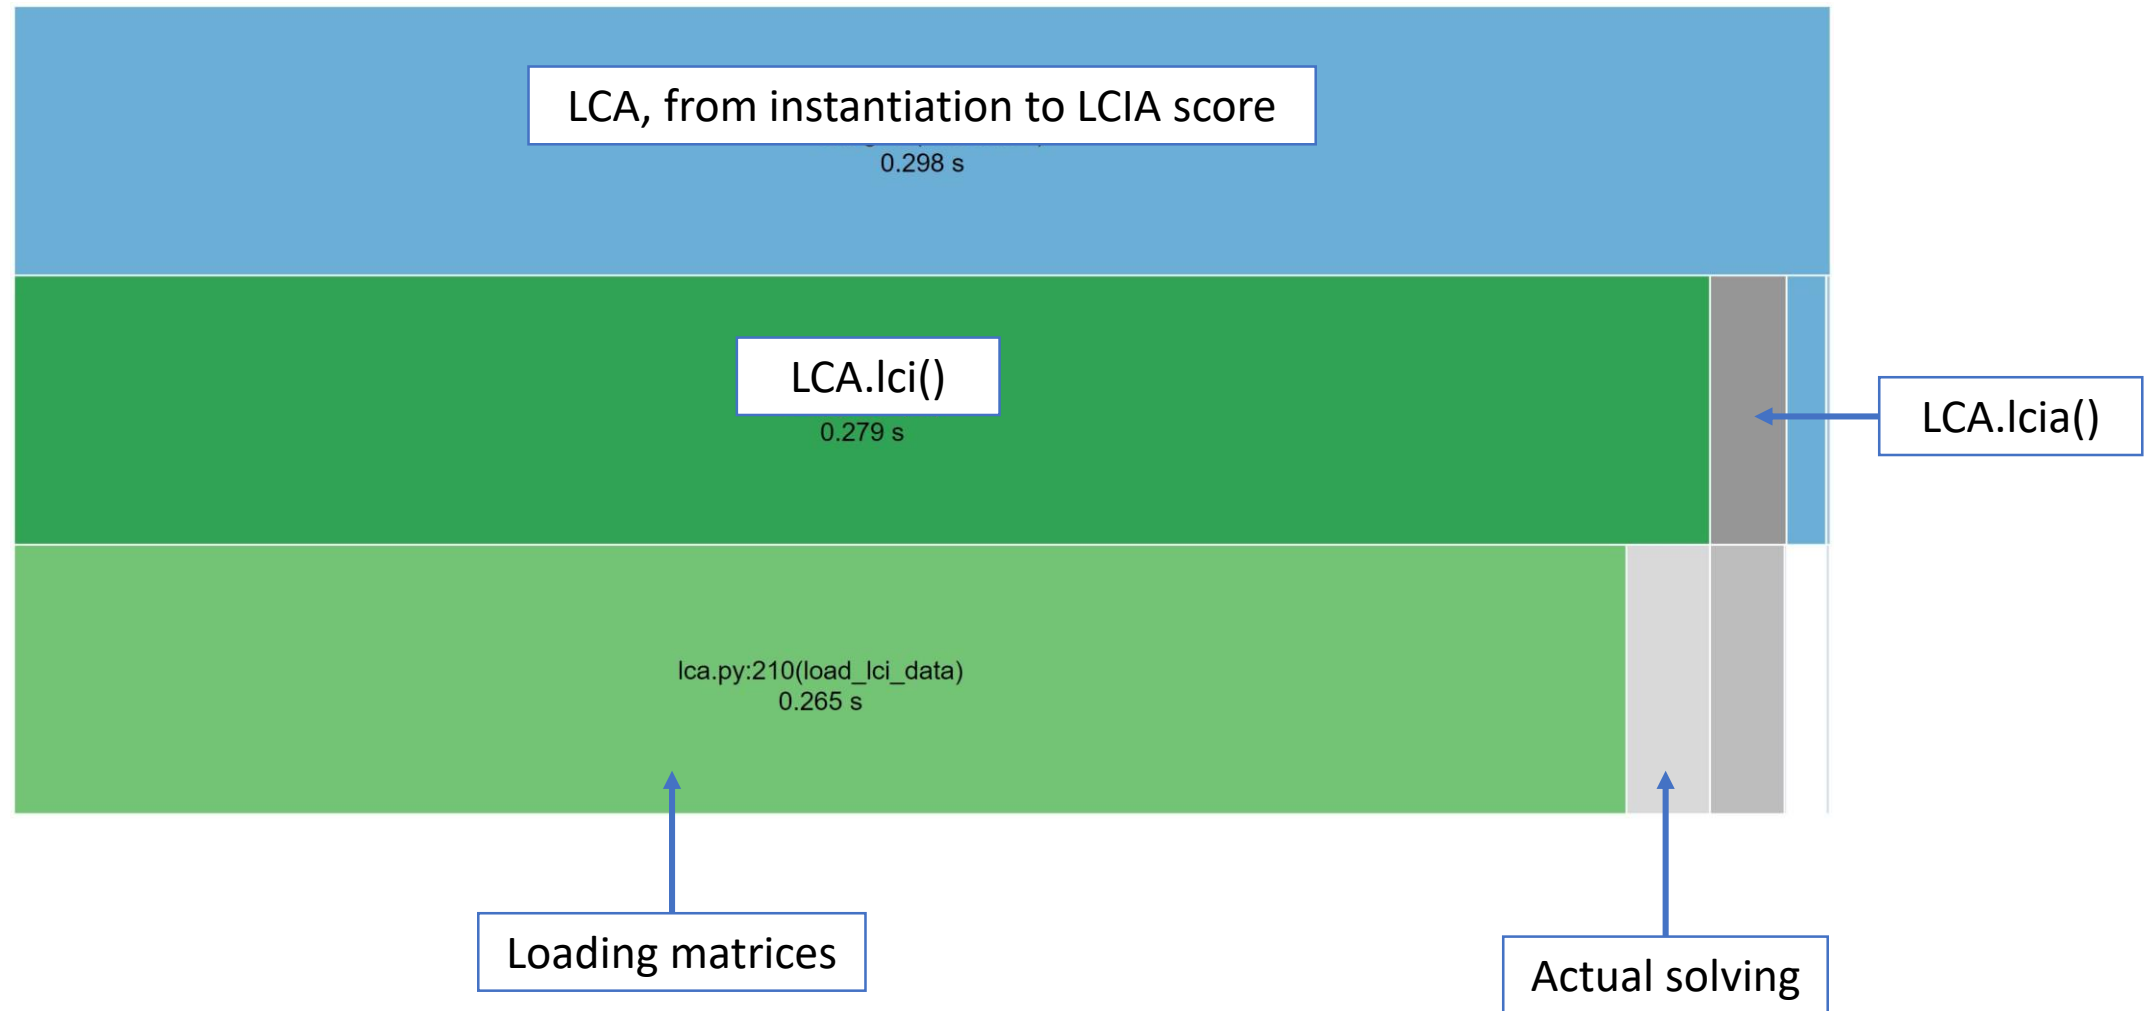 LCA, from instantiation to LCIA score
0.298 s
LCA.lci()
0.279 s
LCA.lcia()
lca.py:210(load_lci_data)
0.265 s
Loading matrices
Actual solving